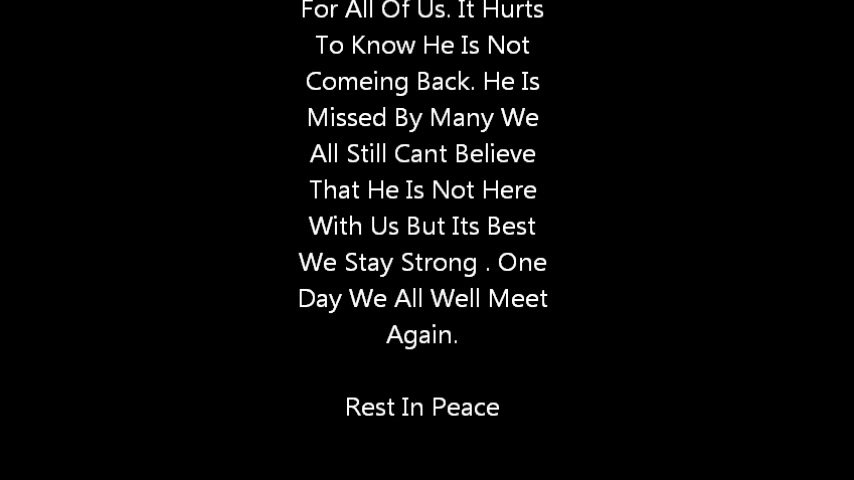 For All Of Us. It Hurts
To Know He Is Not
Comeing Back. He Is
Missed By Many We
All Still Cant Believe
That He Is Not Here
With Us But Its Best
We Stay Strong . One
Day We All Well Meet
Again.
Rest In Peace